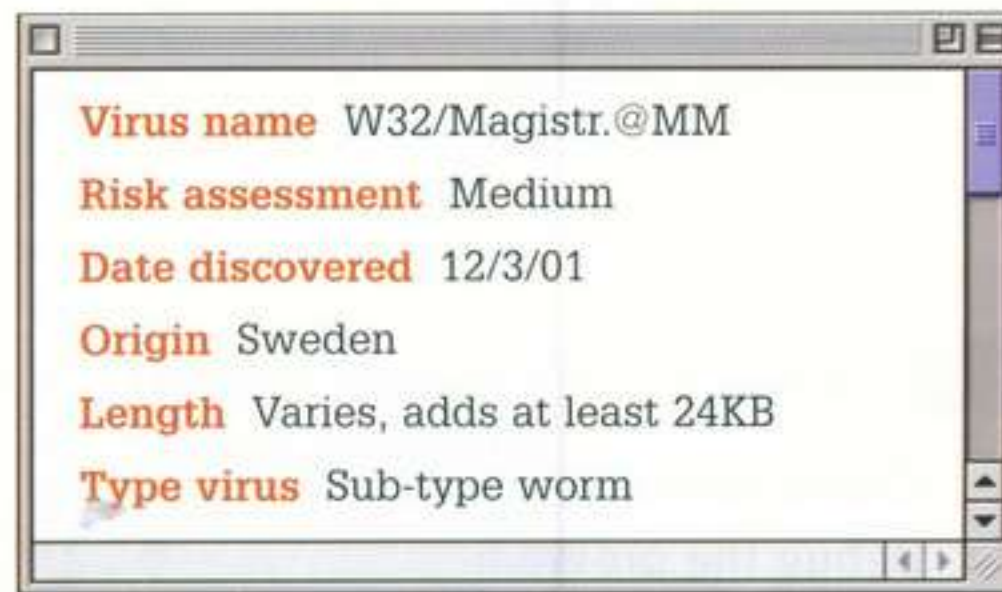 Virus name W32/Magistr.@MM
Risk assessment Medium
Date discovered 12/3/01
Origin Sweden
Length Varies, adds at least 24KB
Type virus Sub-type worm